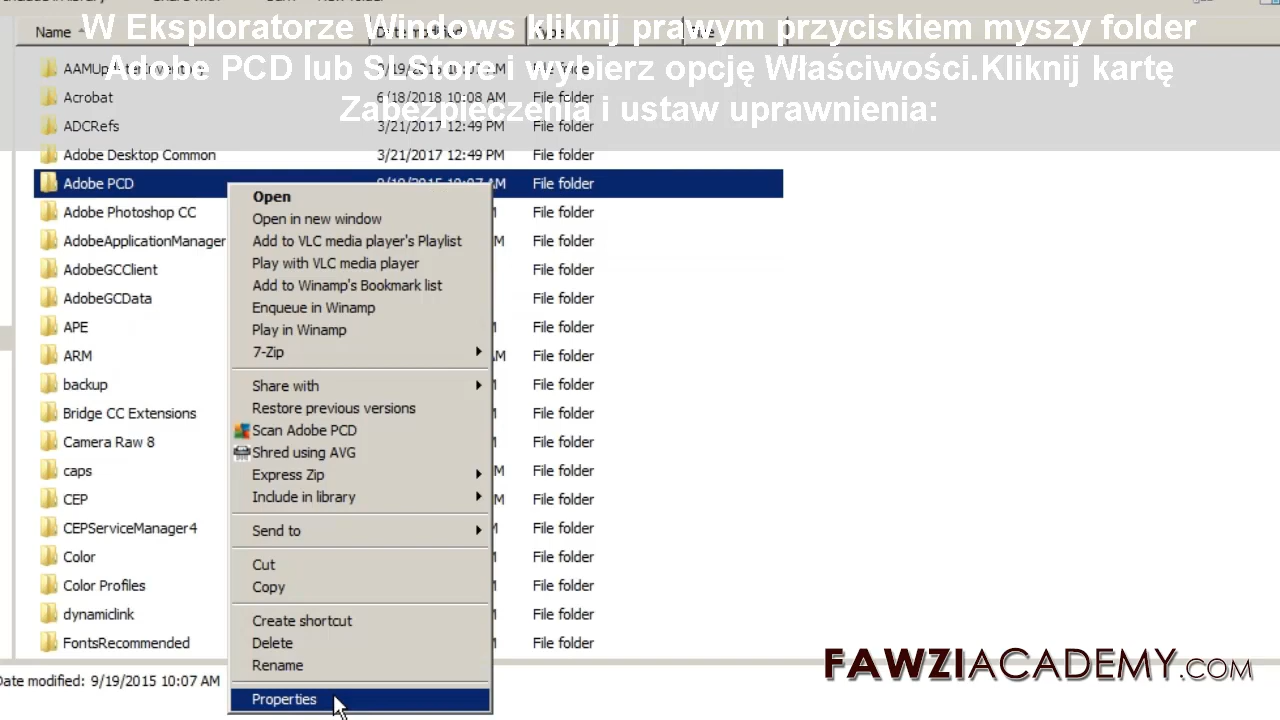 W Eksploratorze Windows kliknij prawym przyciskiem myszy folder
Adobe PCD lub SLStore i wybierz opcję Właściwości.Kliknij kartę
Zabezpieczenia i ustaw uprawnienia:
Name
Acrobat 6/18/2018 10:08 AM File folder
ADCRefs 3/21/2017 12:49 PM File folder
Adobe Desktop Common 3/21/2017 12:49 PM File folder
Adobe PCD 9/19/2015 10:07 AM File folder
Adobe Photoshop CC File folder
AdobeApplicationManager File folder
AdobeGCClient File folder
AdobeGCData File folder
APE File folder
ARM File folder
backup File folder
Bridge CC Extensions File folder
Camera Raw 8 File folder
caps File folder
CEP File folder
CEPServiceManager4 File folder
Color File folder
Color Profiles File folder
dynamiclink File folder
FontsRecommended File folder
Open
Open in new window
Add to VLC media player's Playlist
Play with VLC media player
Add to Winamp's Bookmark list
Enqueue in Winamp
Play in Winamp
7-Zip
Share with
Restore previous versions
Scan Adobe PCD
Shred using AVG
Express Zip
Include in library
Send to
Cut
Copy
Create shortcut
Delete
Rename
Properties
Date modified: 9/19/2015 10:07 AM
FAWZIACADEMY.COM